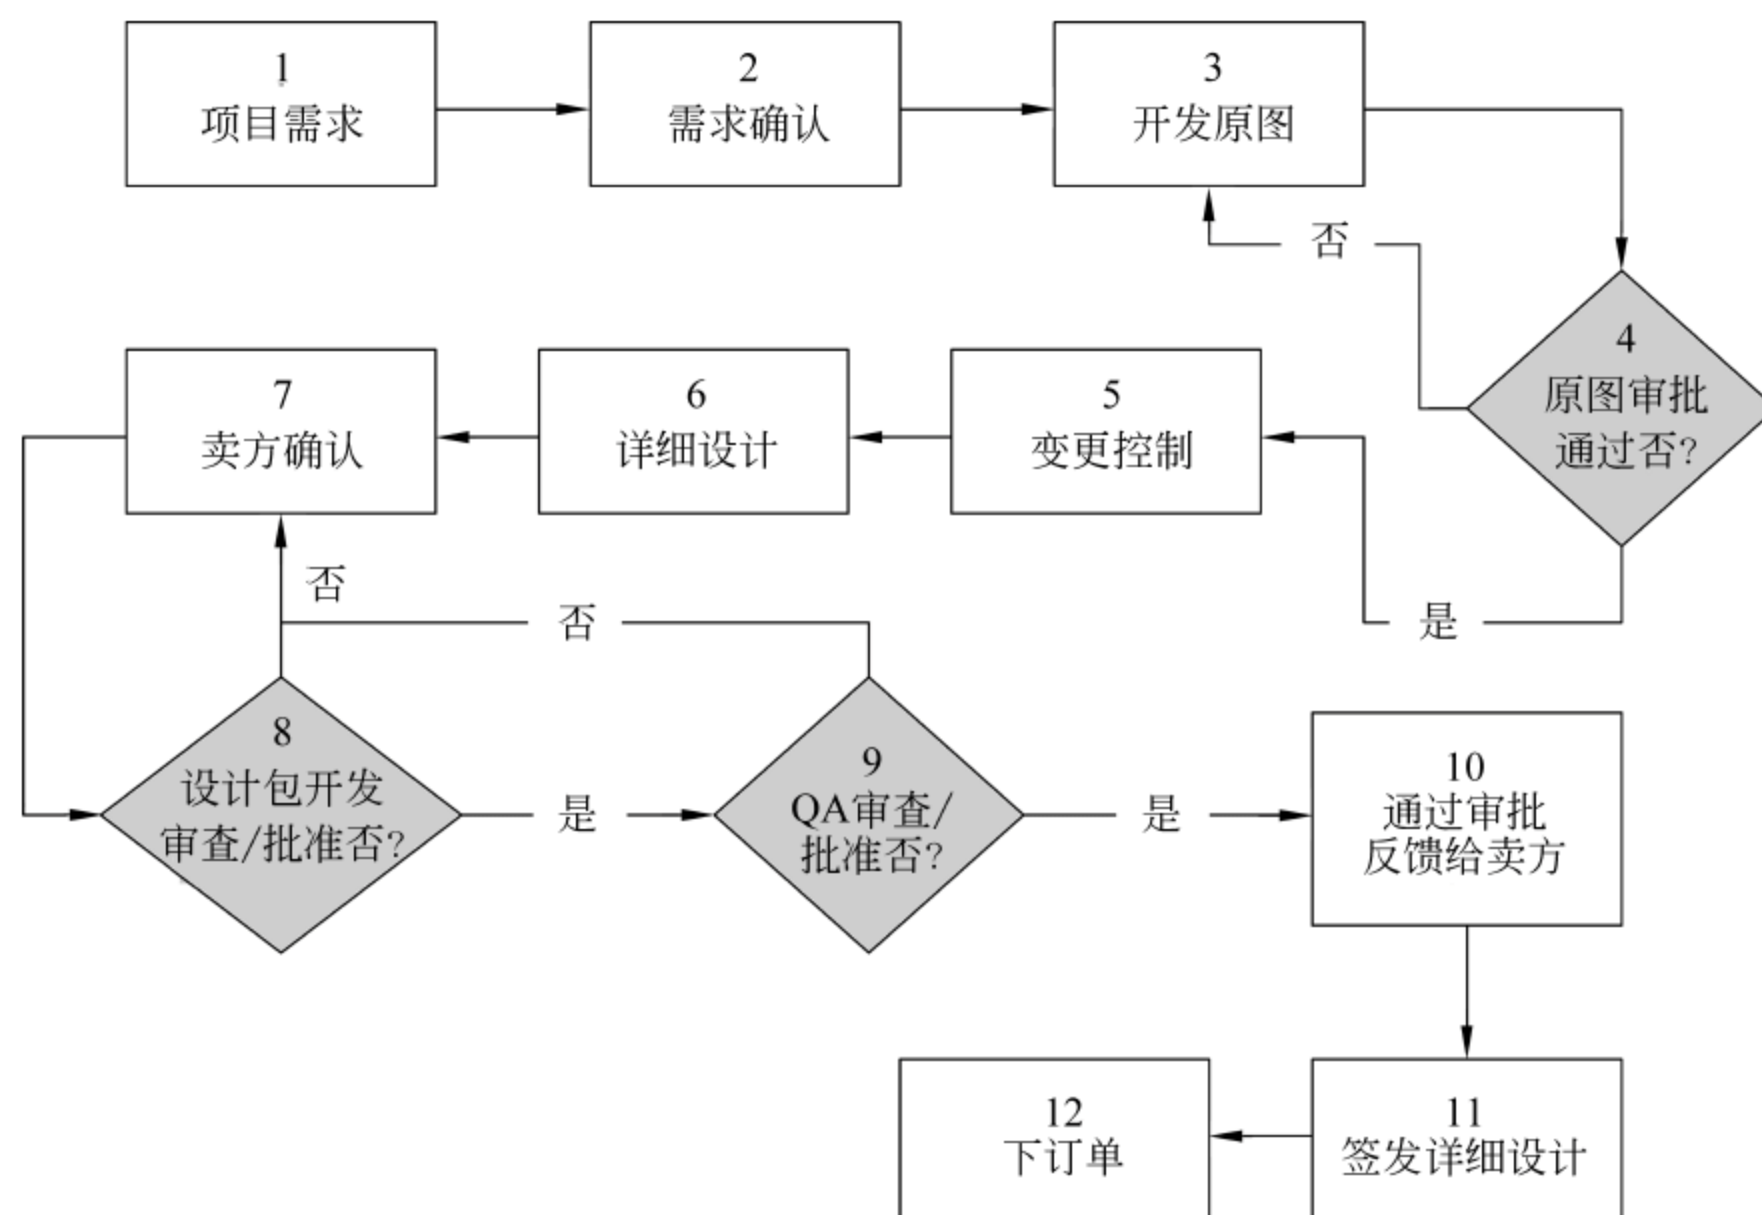 1
项目需求
2
需求确认
3
开发原图
否
4
原图审批
通过否?
7
卖方确认
6
详细设计
5
变更控制
否
否
是
8
设计包开发
审查/批准否?
是
9
QA审查/
批准否?
是
10
通过审批
反馈给卖方
12
下订单
11
签发详细设计